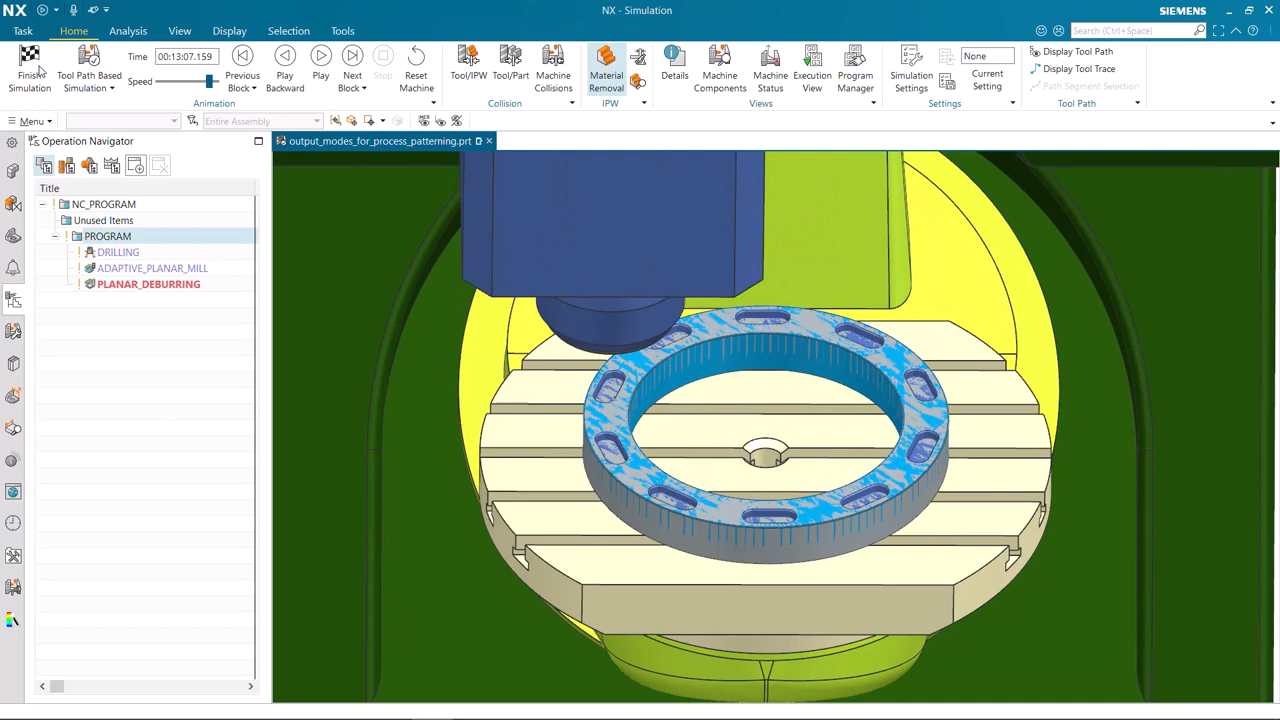 NX
NX - Simulation
SIEMENS
Task
Home
Analysis
View
Display
Selection
Tools
Search (Ctrl+Space)
Finish
Simulation
Tool Path Based
Simulation
Time
00:13:07.159
Speed
Previous
Block
Play
Backward
Play
Next
Block
Stop
Reset
Machine
Animation
Tool/IPW
Tool/Part
Machine
Collisions
Collision
Material
Removal
IPW
Details
Machine
Components
Machine
Status
Execution
View
Program
Manager
Views
Simulation
Settings
None
Current
Setting
Settings
Display Tool Path
Display Tool Trace
Path Segment Selection
Tool Path
Menu
Entire Assembly
Operation Navigator
output_modes_for_process_patterning.prt
Title
NC_PROGRAM
Unused Items
PROGRAM
DRILLING
ADAPTIVE_PLANAR_MILL
PLANAR_DEBURRING